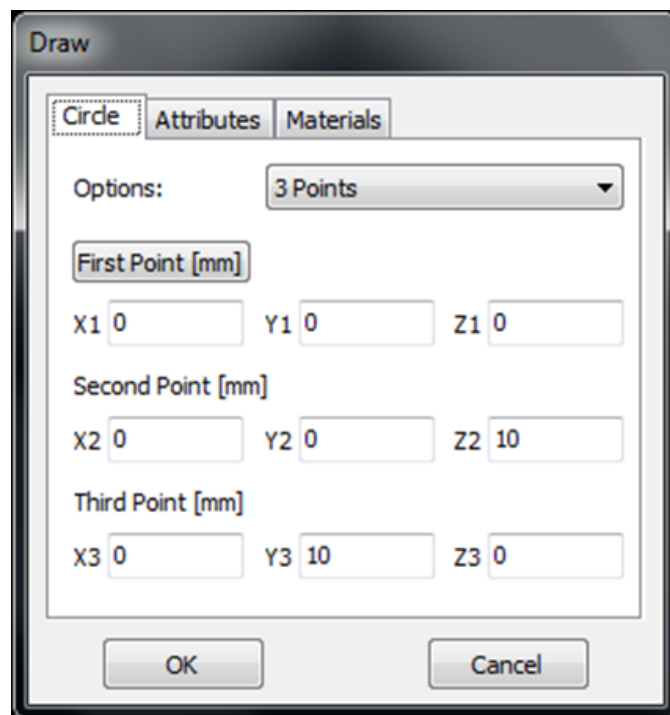 Draw
Circle Attributes Materials
Options: 3 Points
First Point [mm]
X1 0 Y1 0 Z1 0
Second Point [mm]
X2 0 Y2 0 Z2 10
Third Point [mm]
X3 0 Y3 10 Z3 0
OK Cancel